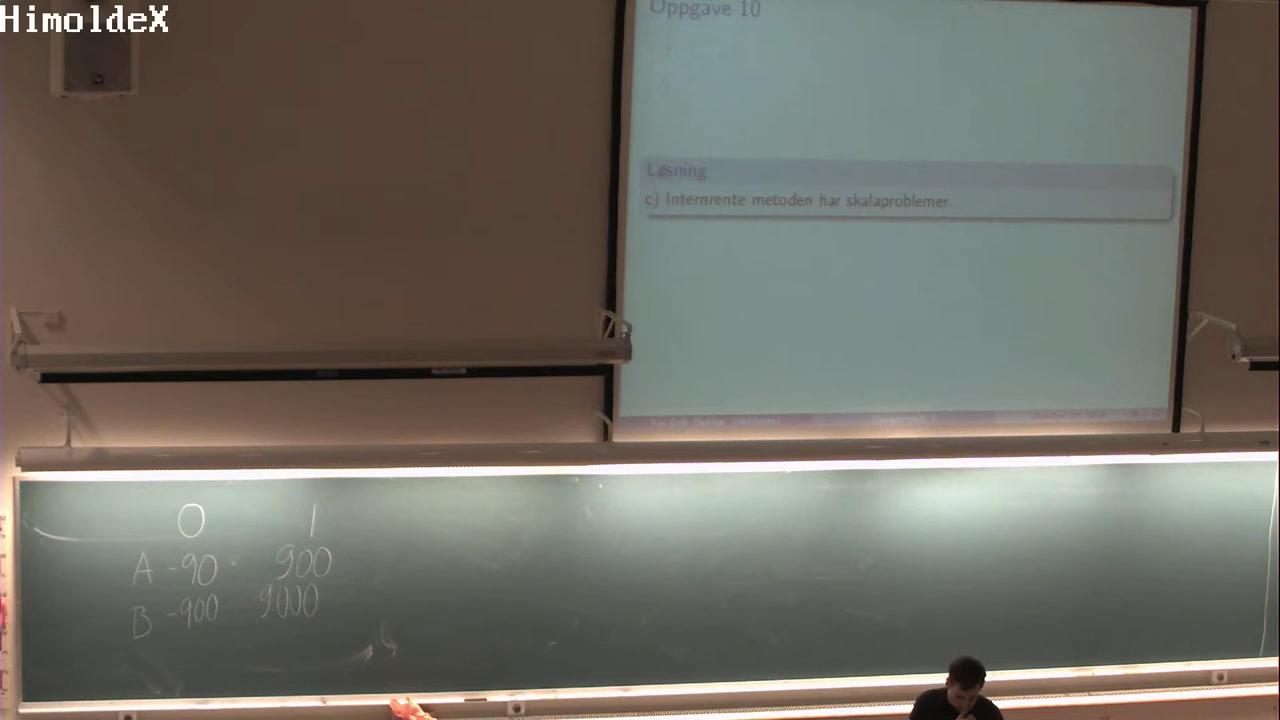 HimoldeX
Oppgave 10
Løsning
c) Internrente metoden har skalaproblemer
0 1
A -90 900
B -900 9000